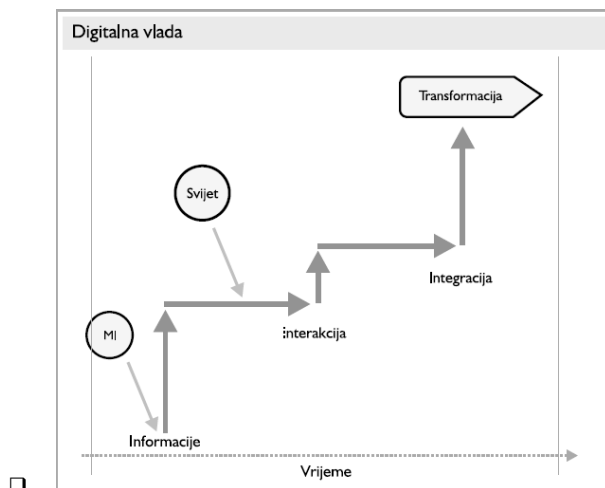 Digitalna vlada
Transformacija
Svijet
Integracija
MI
interakcija
Informacije
Vrijeme